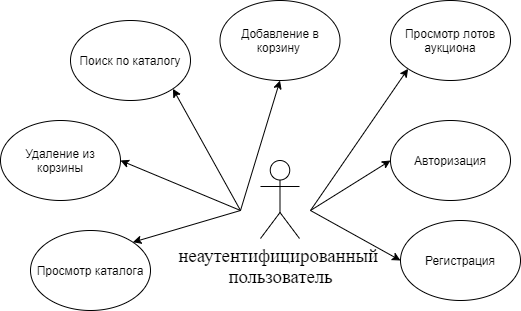 Добавление в
корзину
Просмотр лотов
аукциона
Поиск по каталогу
Удаление из
корзины
Авторизация
Просмотр каталога
Регистрация
неаутентифицированный
пользователь